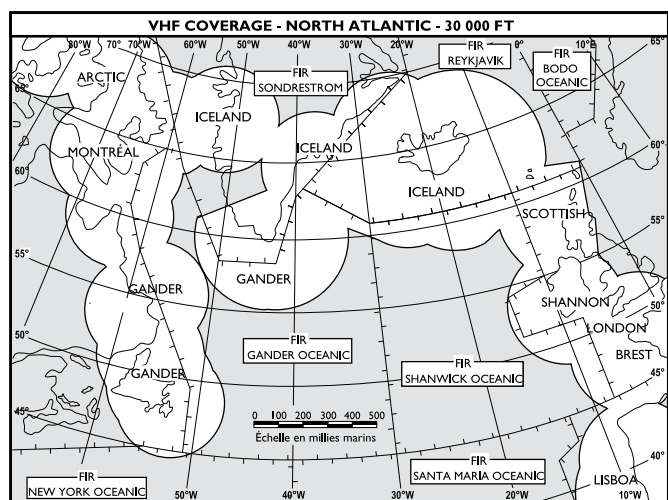 VHF COVERAGE - NORTH ATLANTIC - 30 000 FT
80°W 70°W 70°W 60°W 50°W 40°W 30°W 20°W 0° 10°E
FIR
REYKJAVIK
FIR
BODO
OCEANIC
FIR
SONDRESTROM
ARCTIC
65°
65°
ICELAND
MONTRÉAL
ICELAND
60°
60°
ICELAND
SCOTTISH
55°
55°
GANDER
GANDER
SHANNON
50°
50°
LONDON
FIR
GANDER OCEANIC
BREST
GANDER
FIR
SHANWICK OCEANIC
45°
45°
0 100 200 300 400 500
Échelle en millies marins
40°
FIR
NEW YORK OCEANIC
FIR
SANTA MARIA OCEANIC
LISBOA
50°W 40°W 30°W 20°W 10°W